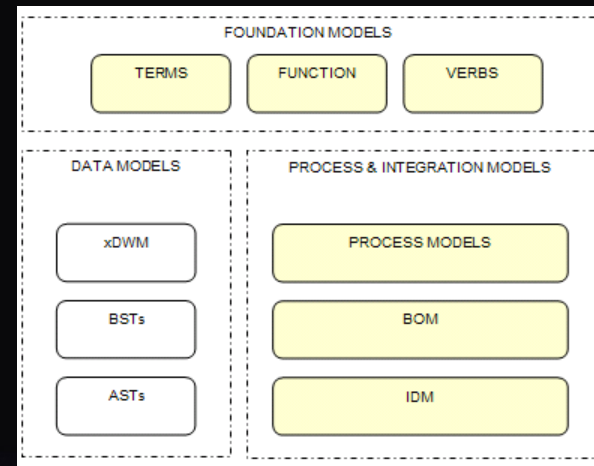 FOUNDATION MODELS
TERMS
FUNCTION
VERBS
DATA MODELS
xDWM
BSTs
ASTs
PROCESS & INTEGRATION MODELS
PROCESS MODELS
BOM
IDM